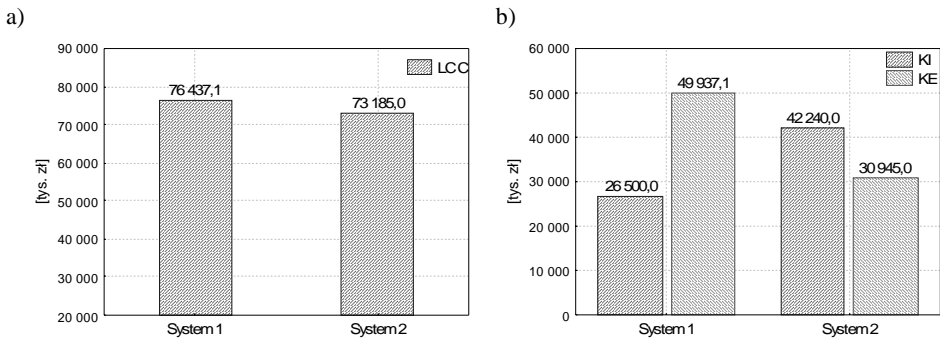 a)
90 000
80 000
70 000
60 000
50 000
40 000
30 000
20 000
[tys. zł]
LCC
76 437,1
73 185,0
System 1
System 2
b)
60 000
50 000
40 000
30 000
20 000
10 000
0
[tys. zł]
KI
KE
26 500,0
49 937,1
42 240,0
30 945,0
System 1
System 2